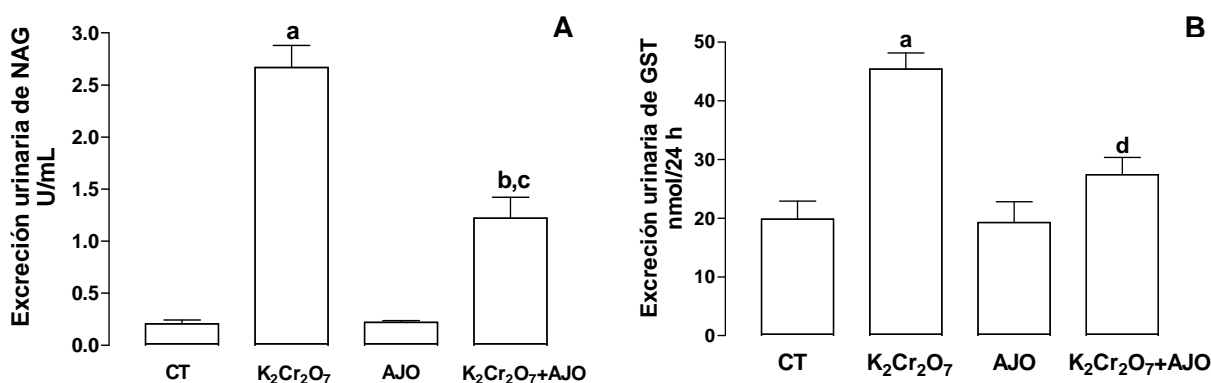 A
Excreción urinaria de NAG
U/mL
3.0
2.5
2.0
1.5
1.0
0.5
0.0
a
b,c
CT
K₂Cr₂O₇
AJO
K₂Cr₂O₇+AJO
B
Excreción urinaria de GST
nmol/24 h
50
40
30
20
10
0
a
d
CT
K₂Cr₂O₇
AJO
K₂Cr₂O₇+AJO